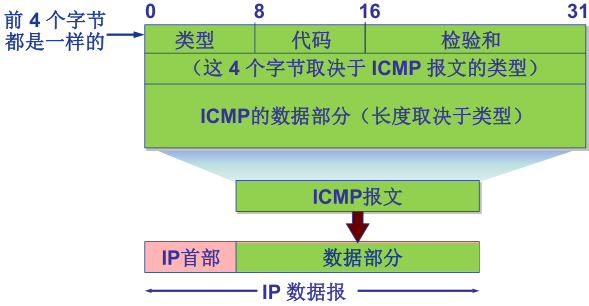 0 8 16 31
前 4 个字节
都是一样的
类型 代码 检验和
（这 4 个字节取决于 ICMP 报文的类型）
ICMP的数据部分（长度取决于类型）
ICMP报文
IP首部 数据部分
IP 数据报